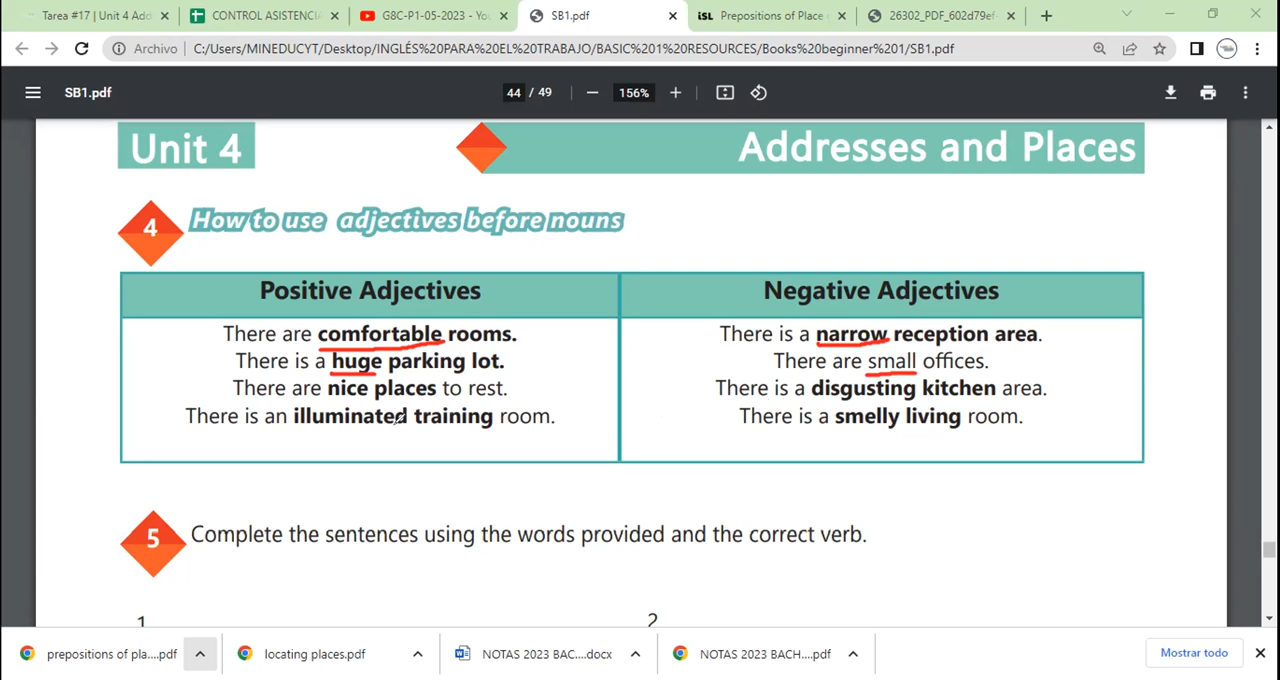 Tarea #17 | Unit 4 Add
CONTROL ASISTENCIA
G8C-P1-05-2023 - You
SB1.pdf
iSL Prepositions of Place
26302_PDF_602d79ef-
Archivo C:/Users/MINEDUCYT/Desktop/INGLÉS%20PARA%20EL%20TRABAJO/BASIC%201%20RESOURCES/Books%20beginner%201/SB1.pdf
SB1.pdf
44 / 49
156%
Unit 4
Addresses and Places
4
How to use adjectives before nouns
Positive Adjectives
There are comfortable rooms.
There is a huge parking lot.
There are nice places to rest.
There is an illuminated training room.
Negative Adjectives
There is a narrow reception area.
There are small offices.
There is a disgusting kitchen area.
There is a smelly living room.
5
Complete the sentences using the words provided and the correct verb.
1
2
prepositions of pla....pdf
locating places.pdf
NOTAS 2023 BAC....docx
NOTAS 2023 BACH....pdf
Mostrar todo